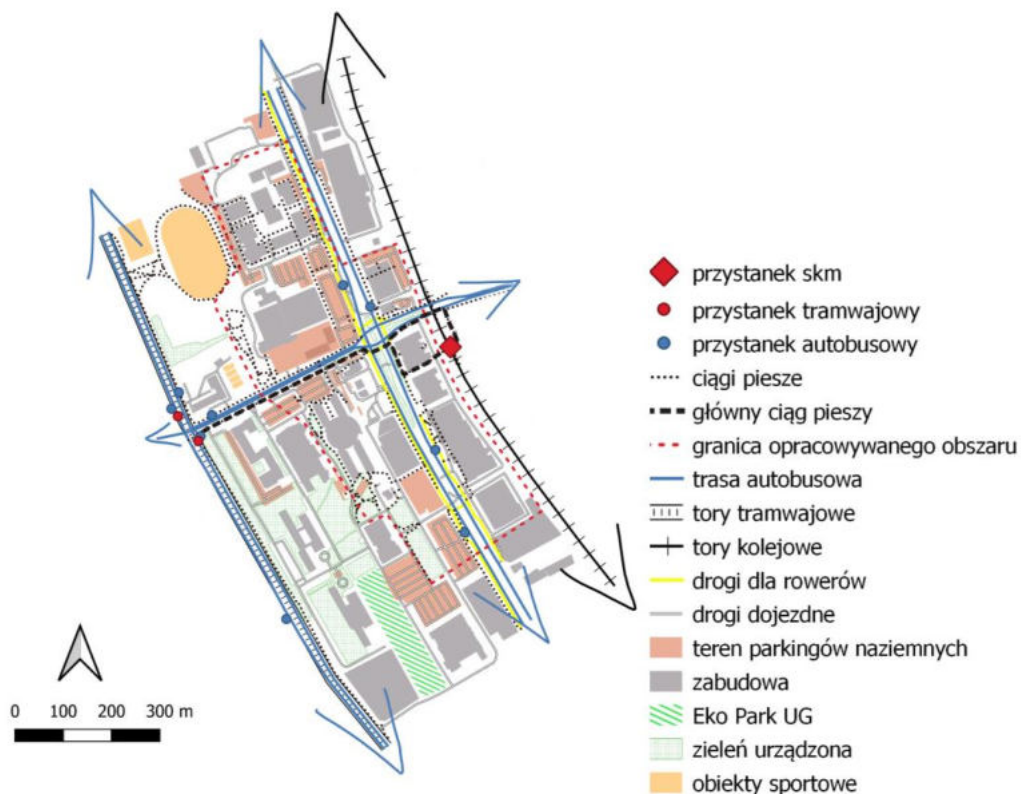 przystanek skm
przystanek tramwajowy
przystanek autobusowy
ciągi piesze
główny ciąg pieszy
granica opracowywanego obszaru
trasa autobusowa
tory tramwajowe
tory kolejowe
drogi dla rowerów
drogi dojezdne
teren parkingów naziemnych
zabudowa
Eko Park UG
zieleń urządzona
obiekty sportowe
0 100 200 300 m